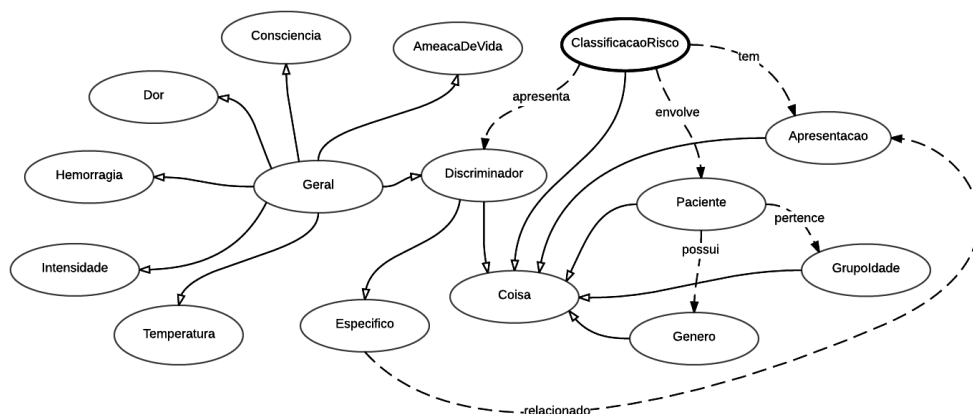 Consciencia
AmeacaDeVida
ClassificacaoRisco
tem
Dor
apresenta
envolve
Apresentacao
Hemorragia
Geral
Discriminador
Paciente
pertence
possui
Intensidade
GrupoIdade
Coisa
Temperatura
Especifico
Genero
relacionado